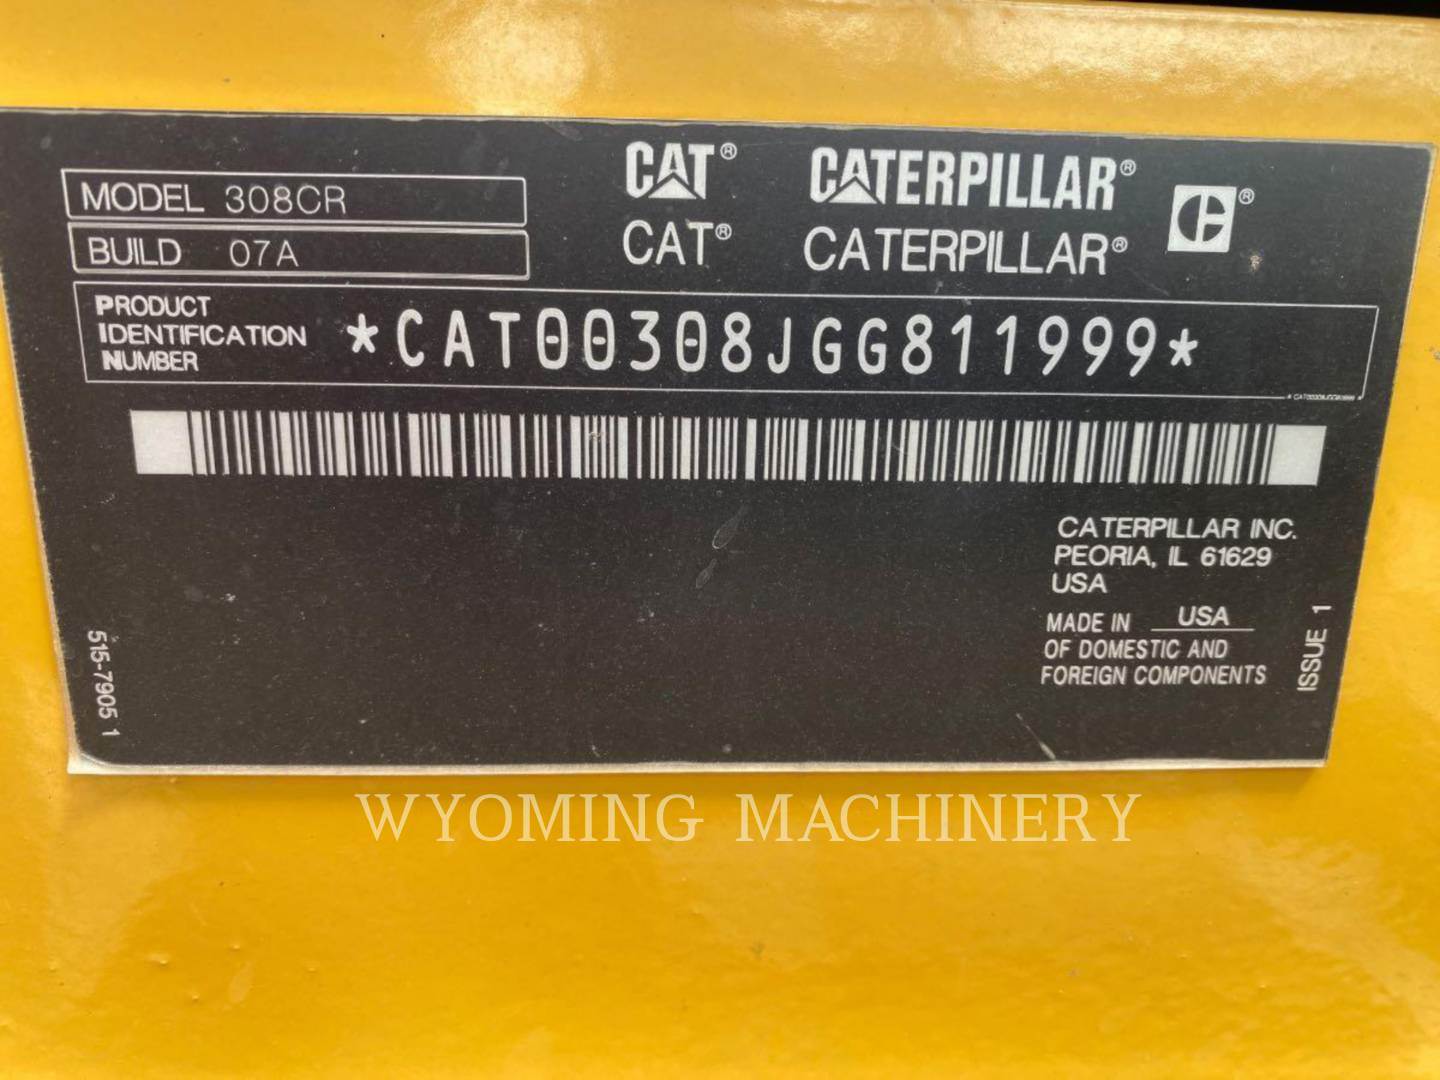 MODEL 308CR
BUILD 07A
CAT® CATERPILLAR® ®
CAT® CATERPILLAR®
PRODUCT
IDENTIFICATION
NUMBER
*CAT00308JGG811999*
CATERPILLAR INC.
PEORIA, IL 61629
USA
MADE IN USA
OF DOMESTIC AND
FOREIGN COMPONENTS
ISSUE 1
515-7905 1
WYOMING MACHINERY